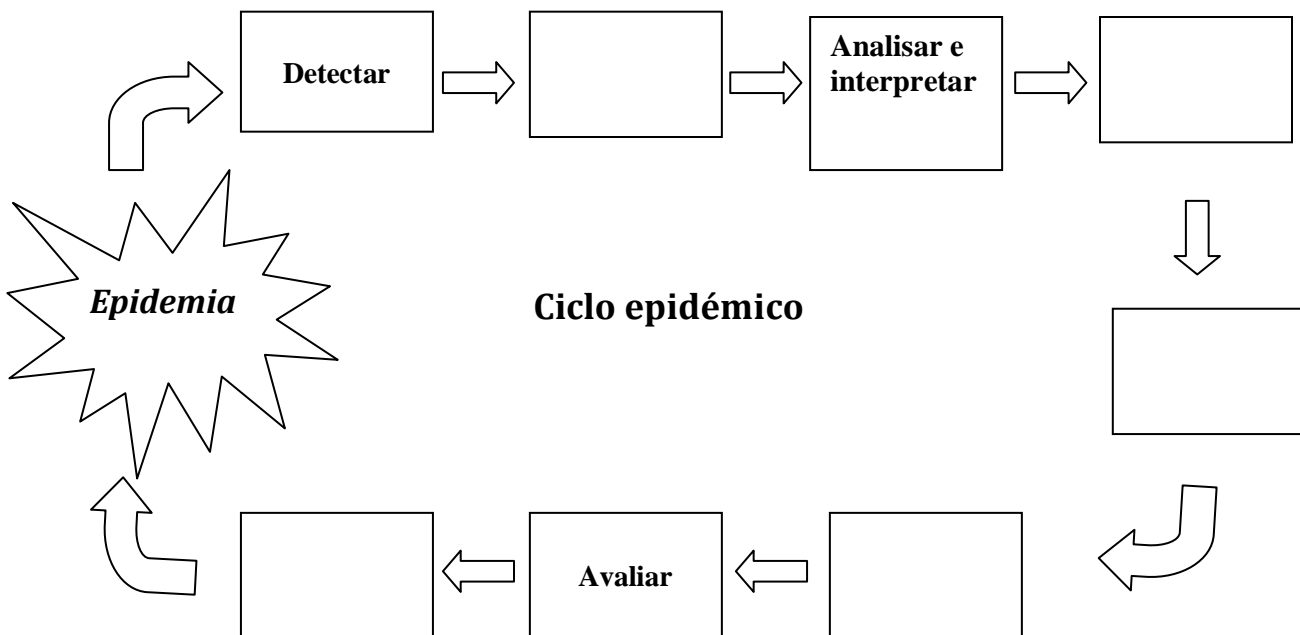 Detectar
Analisar e
interpretar
Epidemia
Ciclo epidémico
Avaliar